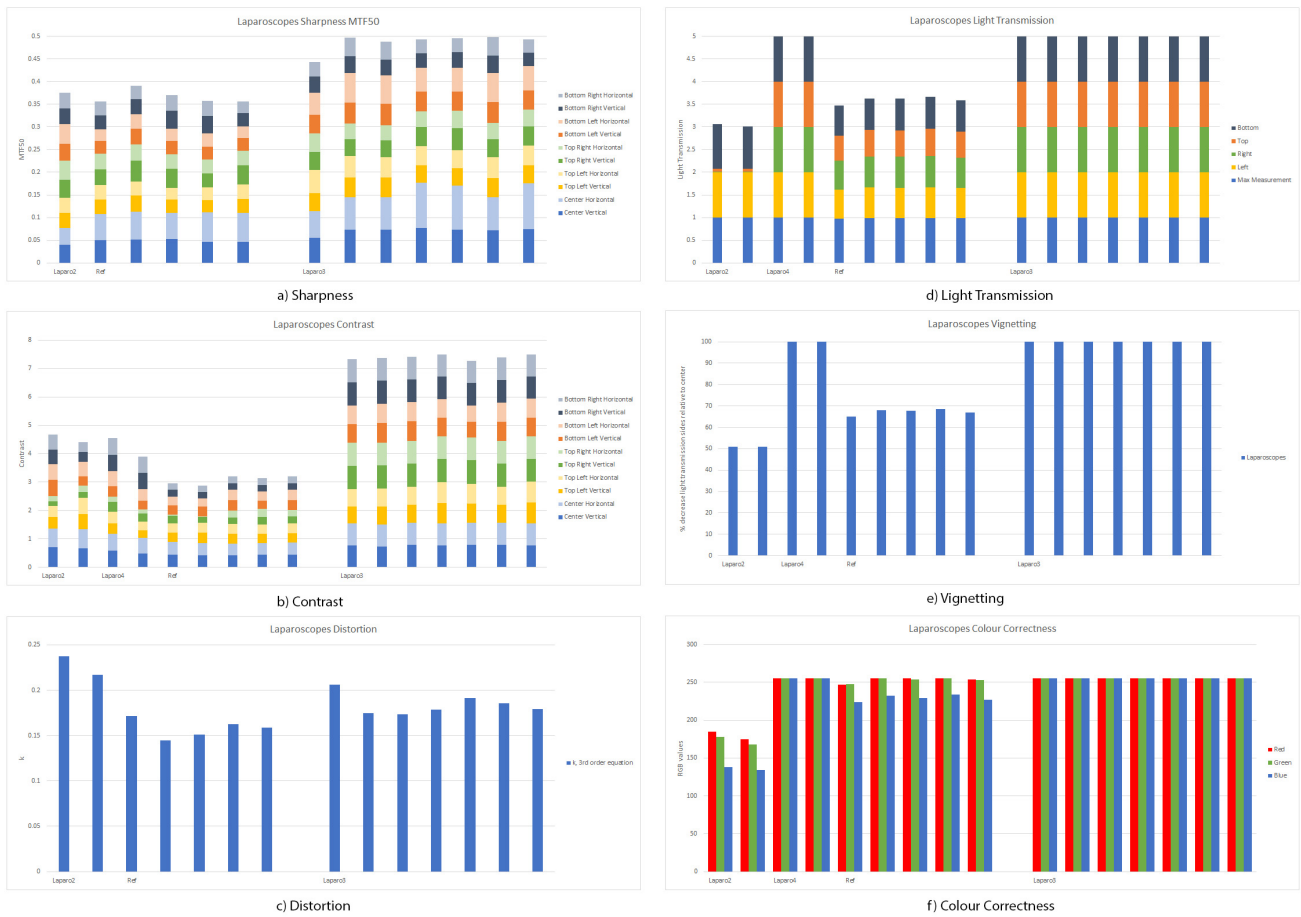 Laparoscopes Sharpness MTF50
0.5
0.45
0.4
0.35
0.3
0.25
0.2
0.15
0.1
0.05
0
MTF50
Laparo2
Ref
Laparo3
Bottom Right Horizontal
Bottom Right Vertical
Bottom Left Horizontal
Bottom Left Vertical
Top Right Horizontal
Top Right Vertical
Top Left Horizontal
Top Left Vertical
Center Horizontal
Center Vertical
a) Sharpness
Laparoscopes Light Transmission
5
4.5
4
3.5
3
2.5
2
1.5
1
0.5
0
Light Transmission
Laparo2
Laparo4
Ref
Laparo3
Bottom
Top
Right
Left
Max Measurement
d) Light Transmission
Laparoscopes Contrast
8
7
6
5
4
3
2
1
0
Contrast
Laparo2
Laparo4
Ref
Laparo3
Bottom Right Horizontal
Bottom Right Vertical
Bottom Left Horizontal
Bottom Left Vertical
Top Right Horizontal
Top Right Vertical
Top Left Horizontal
Top Left Vertical
Center Horizontal
Center Vertical
b) Contrast
Laparoscopes Vignetting
100
90
80
70
60
50
40
30
20
10
0
% decrease light transmission sides relative to center
Laparo2
Laparo4
Ref
Laparo3
Laparoscopes
e) Vignetting
Laparoscopes Distortion
0.25
0.2
0.15
0.1
0.05
0
k
Laparo2
Ref
Laparo3
k, 3rd order equation
c) Distortion
Laparoscopes Colour Correctness
300
250
200
150
100
50
0
RGB values
Laparo2
Laparo4
Ref
Laparo3
Red
Green
Blue
f) Colour Correctness